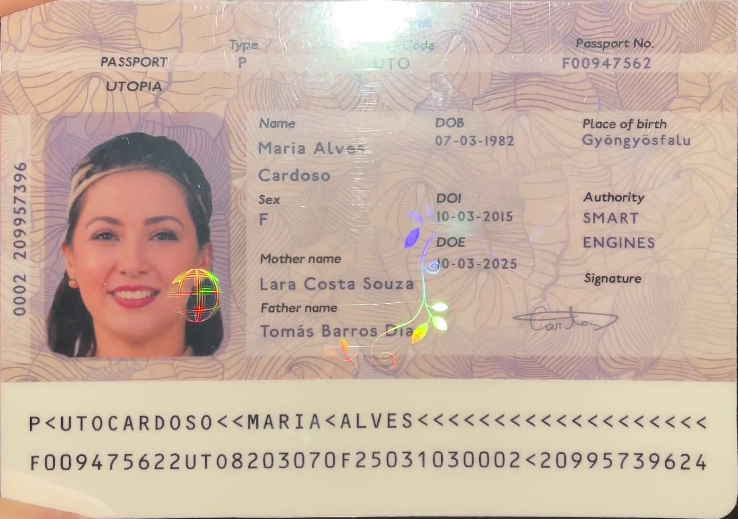 PASSPORT
UTOPIA
Type
P
Code
UTO
Passport No.
F00947562
0002 209957396
Name
Maria Alves
Cardoso
Sex
F
Mother name
Lara Costa Souza
Father name
Tomás Barros Dia
DOB
07-03-1982
DOI
10-03-2015
DOE
10-03-2025
Place of birth
Gyöngyösfalu
Authority
SMART
ENGINES
Signature
P<UTOCARDOSO<<MARIA<ALVES<<<<<<<<<<<<<<<<<<<
F009475622UTO8203070F25031030002<20995739624